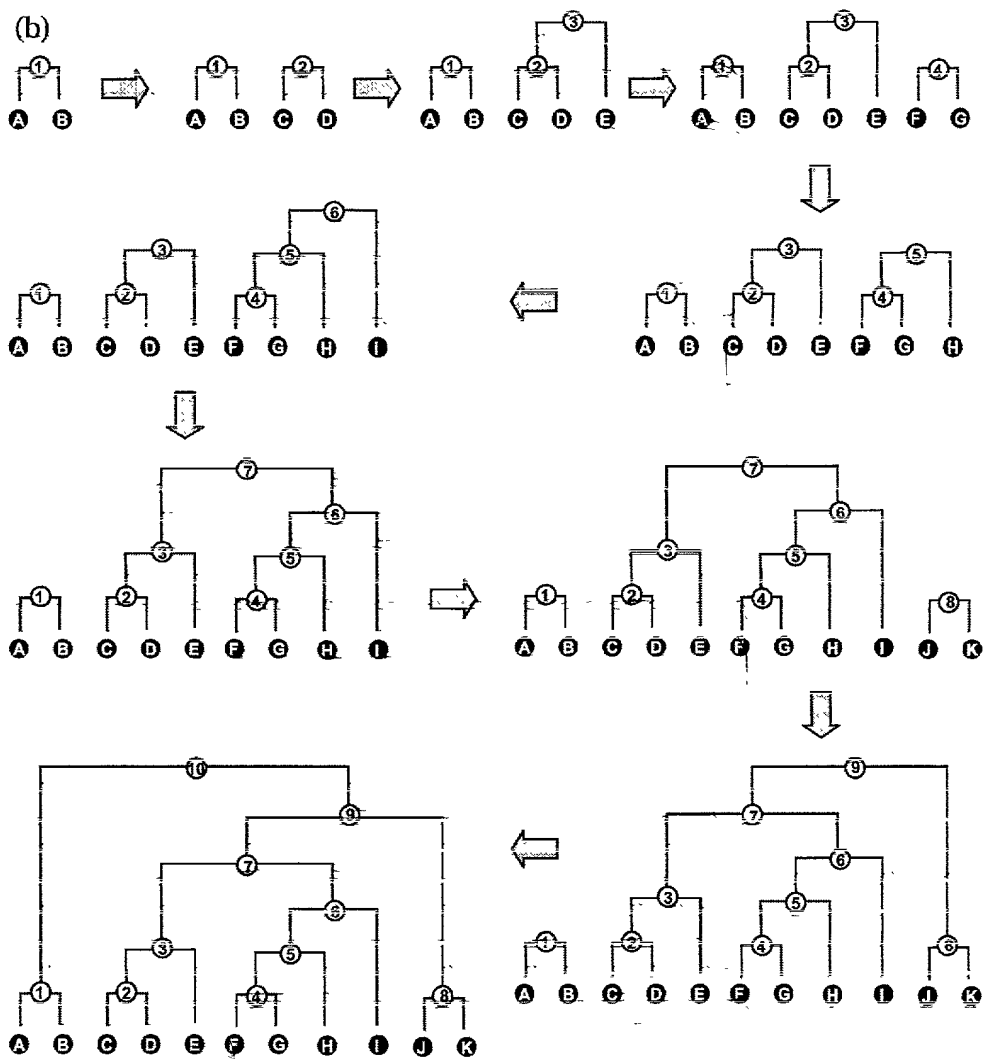 (b)
3 3
1 1 2 1 2 1 2 4
A B A B C D A B C D E A B C D E F G
6
3 5 3 5
1 2 4 1 2 4
A B C D E F G H I A B C D E F G H
7 7
6 6
3 5 3 5
1 2 4 1 2 4 8
A B C D E F G H I A B C D E F G H I J K
10 9
9 7
7 6
6 3 5
3 5 1 2 4 6
1 2 4 8 A B C D E F G H I J K
A B C D E F G H I J K